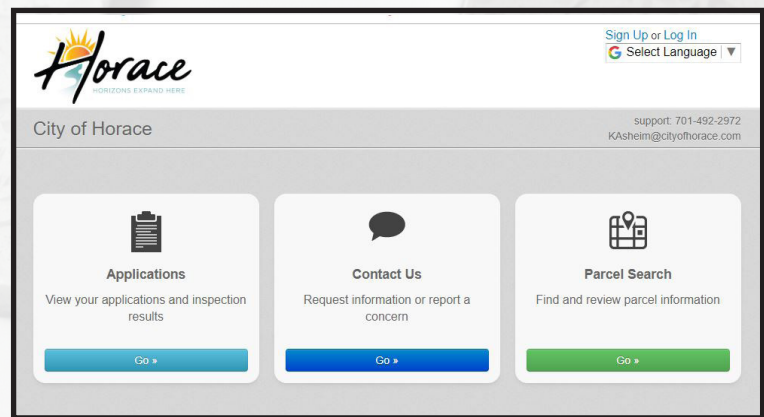 Horace
HORIZONS EXPAND HERE
Sign Up or Log In
Select Language ▼
City of Horace
support: 701-492-2972
KAsheim@cityofhorace.com
Applications
View your applications and inspection
results
Go »
Contact Us
Request information or report a
concern
Go »
Parcel Search
Find and review parcel information
Go »